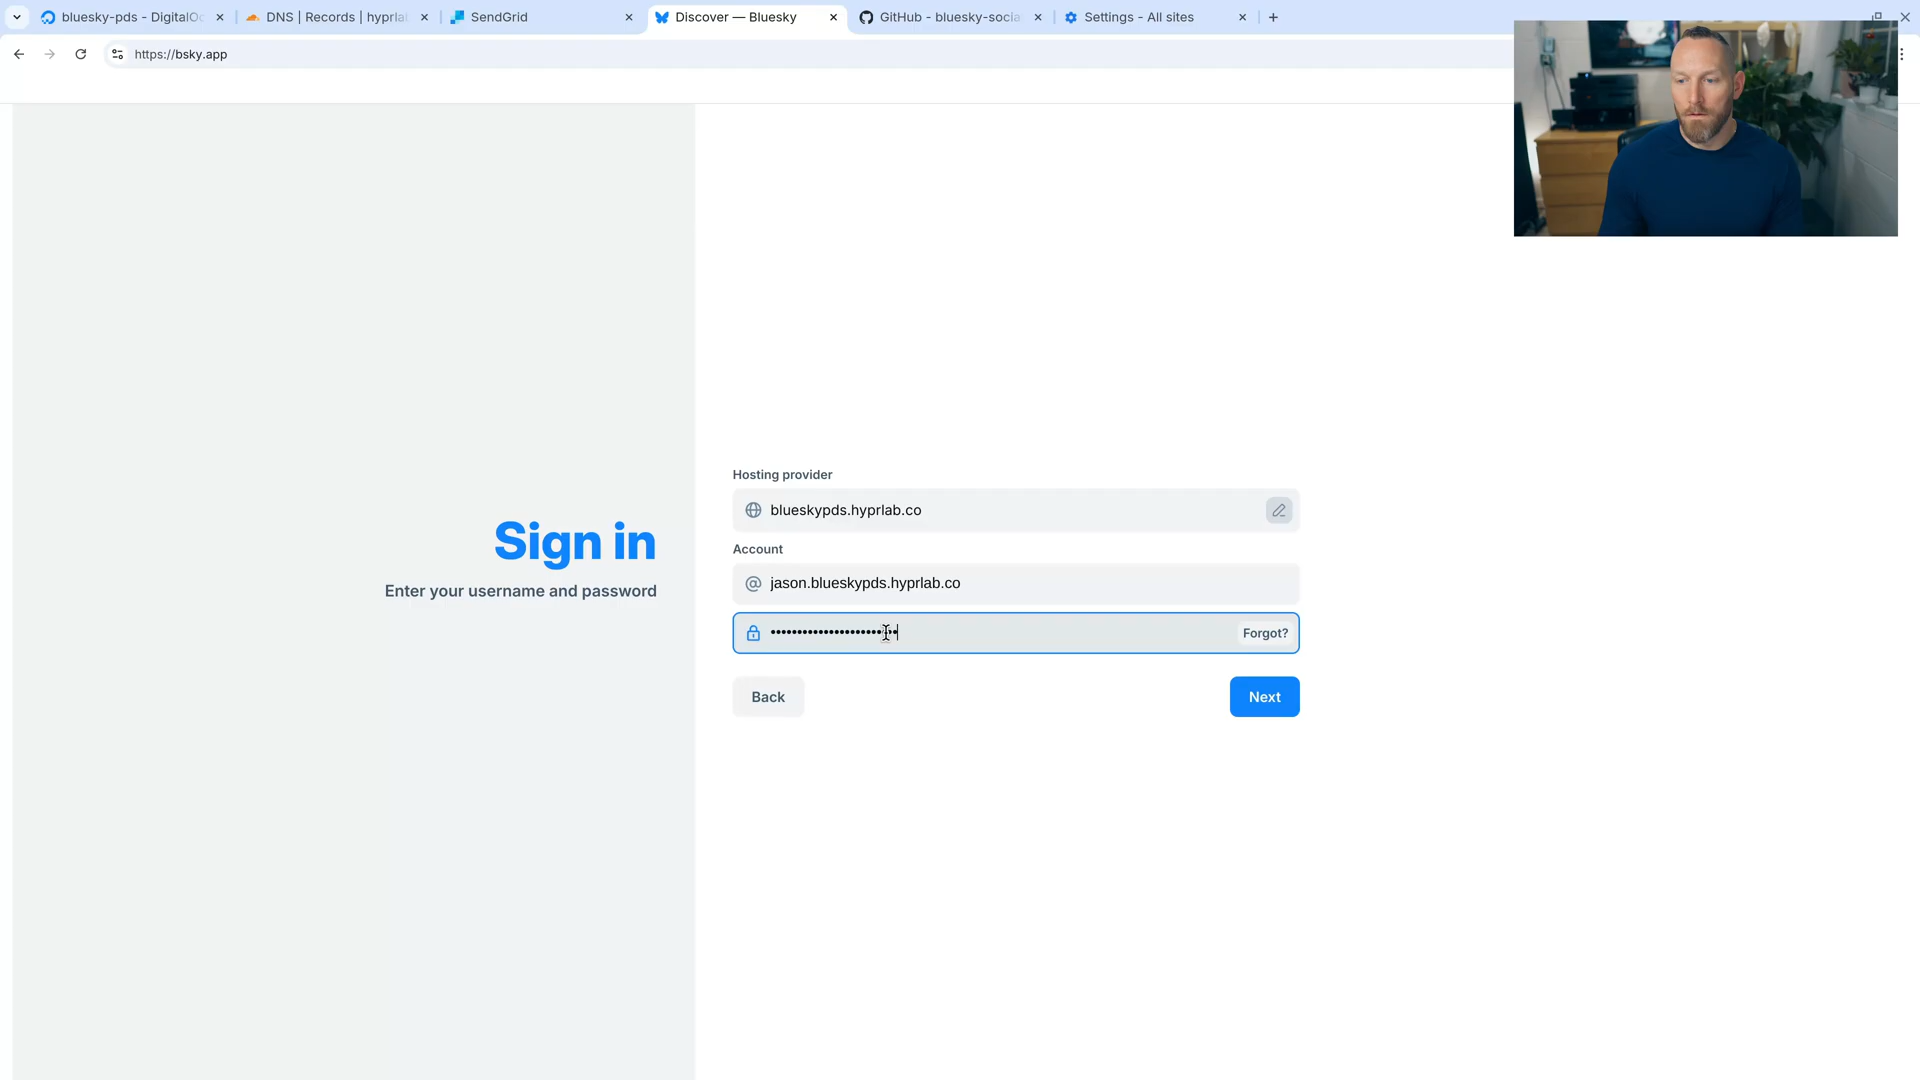 bluesky-pds - DigitalOc
DNS | Records | hyprla
SendGrid
Discover — Bluesky
GitHub - bluesky-socia
Settings - All sites
https://bsky.app
Hosting provider
blueskypds.hyprlab.co
Sign in
Enter your username and password
Account
@ jason.blueskypds.hyprlab.co
Forgot?
Back
Next